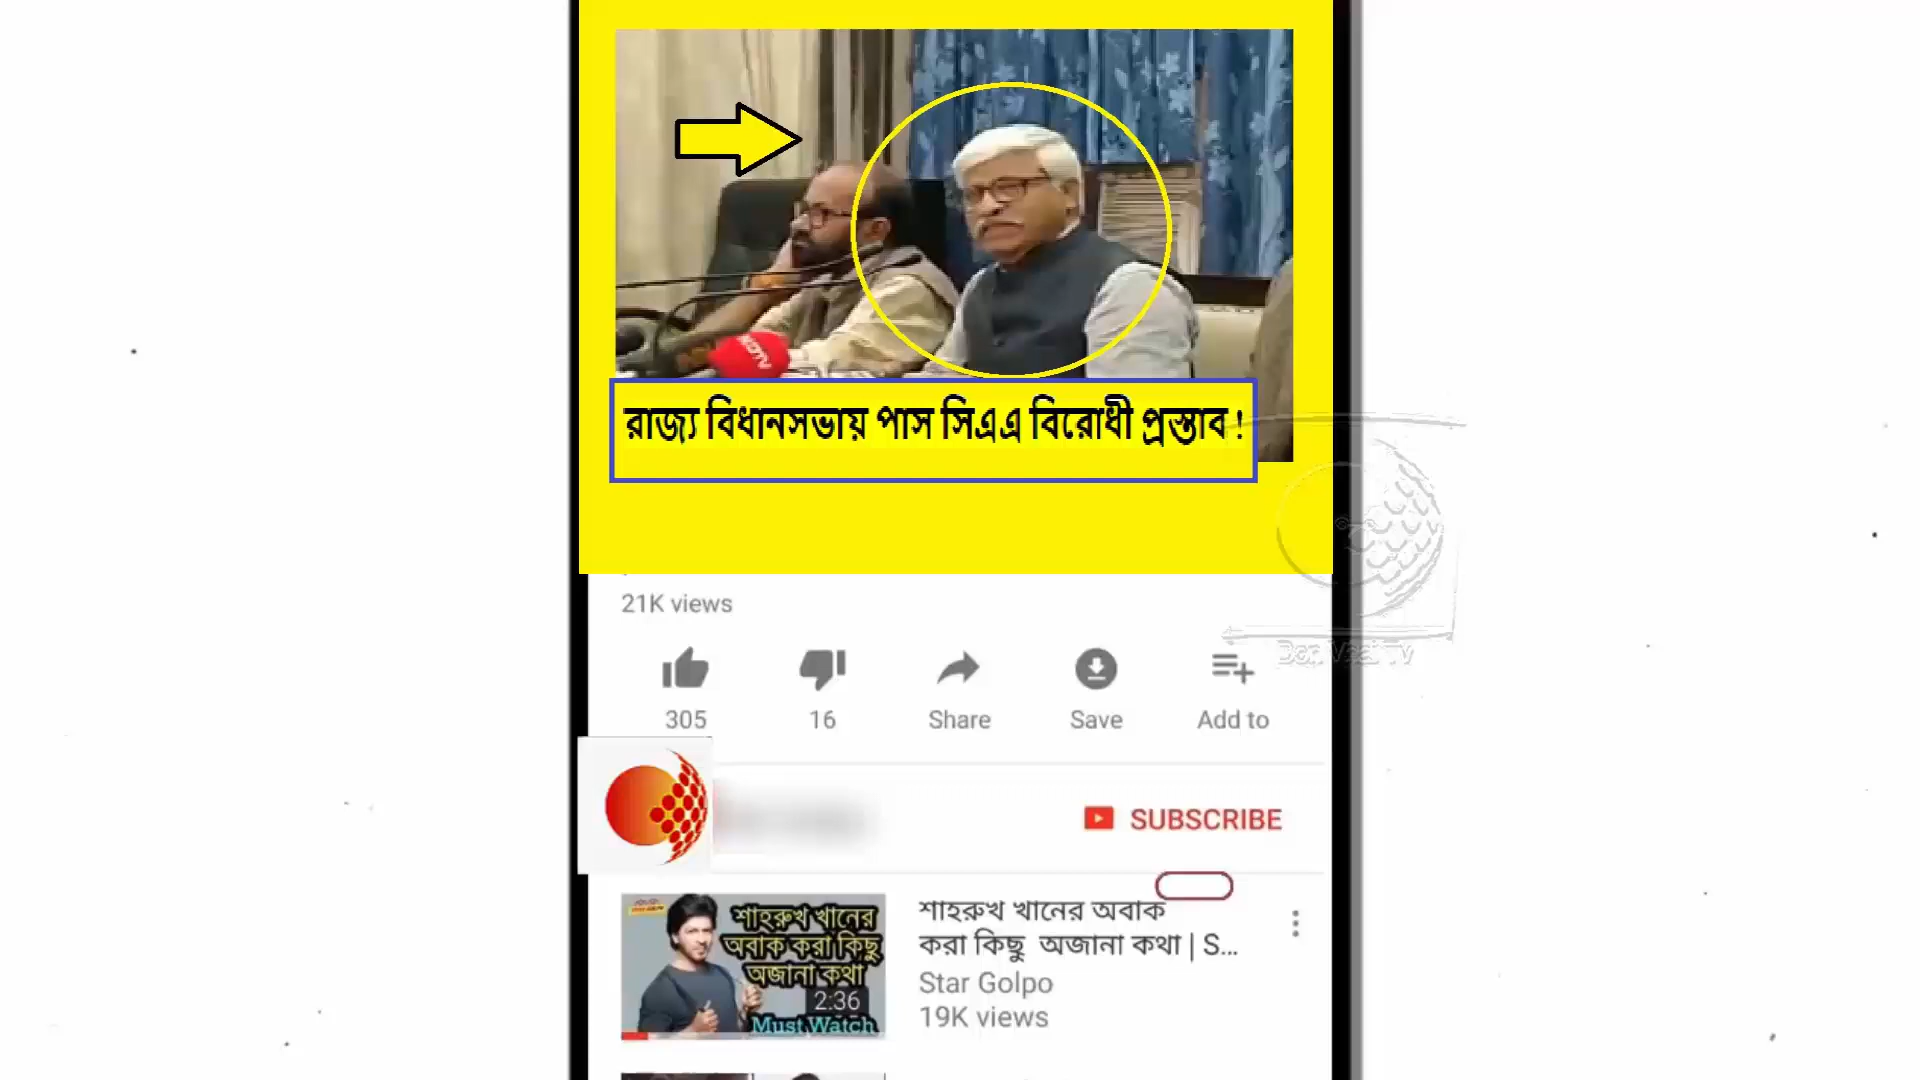 NDTV
রাজ্য বিধানসভায় পাস সিএএ বিরোধী প্রস্তাব !
21K views
305
16
Share
Save
Add to
SUBSCRIBE
শাহরুখ খানের
অবাক করা কিছু
অজানা কথা
2:36
Must Watch
শাহরুখ খানের অবাক
করা কিছু অজানা কথা | S...
Star Golpo
19K views